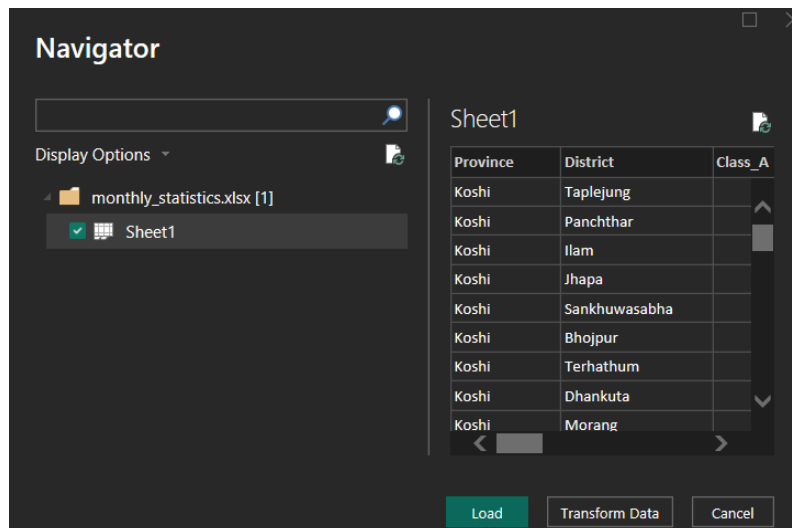 Navigator
Display Options
monthly_statistics.xlsx [1]
Sheet1
Sheet1
Province District Class_A
Koshi Taplejung
Koshi Panchthar
Koshi Ilam
Koshi Jhapa
Koshi Sankhuwasabha
Koshi Bhojpur
Koshi Terhathum
Koshi Dhankuta
Koshi Morang
Load Transform Data Cancel